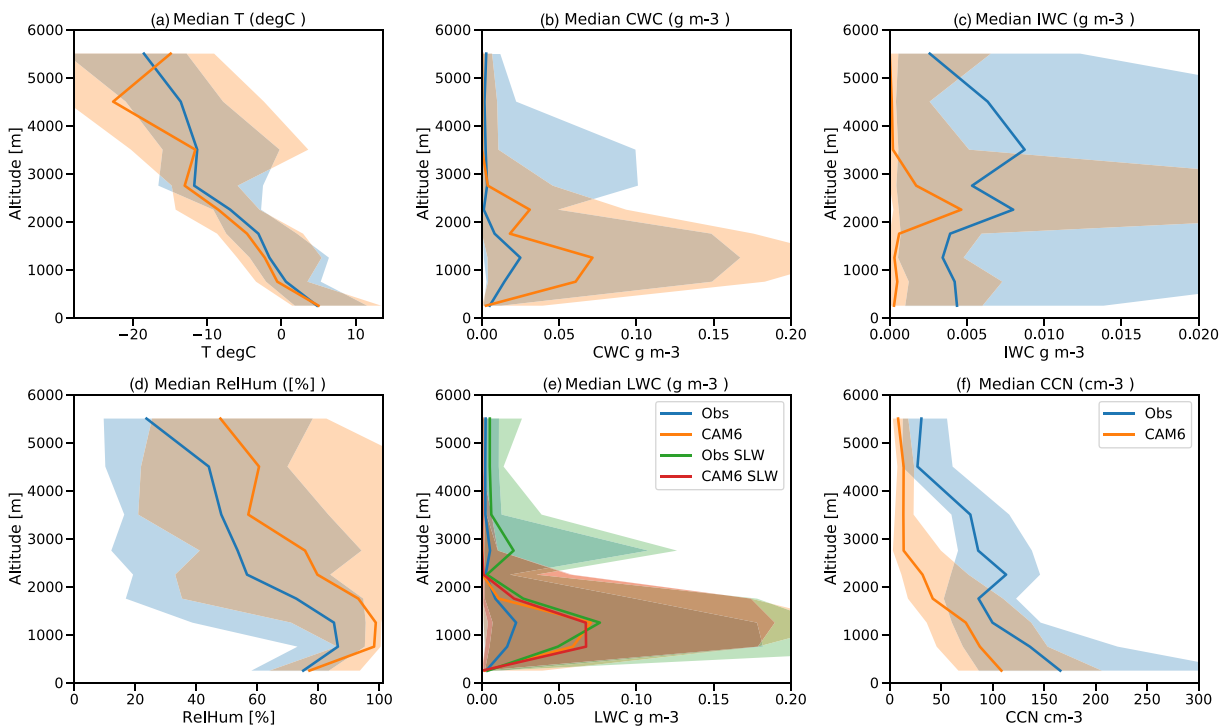 (a) Median T (degC )
6000
5000
4000
3000
2000
1000
0
Altitude [m]
−20 −10 0 10
T degC
(b) Median CWC (g m-3 )
6000
5000
4000
3000
2000
1000
0
Altitude [m]
0.00 0.05 0.10 0.15 0.20
CWC g m-3
(c) Median IWC (g m-3 )
6000
5000
4000
3000
2000
1000
0
Altitude [m]
0.000 0.005 0.010 0.015 0.020
IWC g m-3
(d) Median RelHum ([%] )
6000
5000
4000
3000
2000
1000
0
Altitude [m]
0 20 40 60 80 100
RelHum [%]
(e) Median LWC (g m-3 )
Obs
CAM6
Obs SLW
CAM6 SLW
6000
5000
4000
3000
2000
1000
0
Altitude [m]
0.00 0.05 0.10 0.15 0.20
LWC g m-3
(f) Median CCN (cm-3 )
Obs
CAM6
6000
5000
4000
3000
2000
1000
0
Altitude [m]
0 50 100 150 200 250 300
CCN cm-3